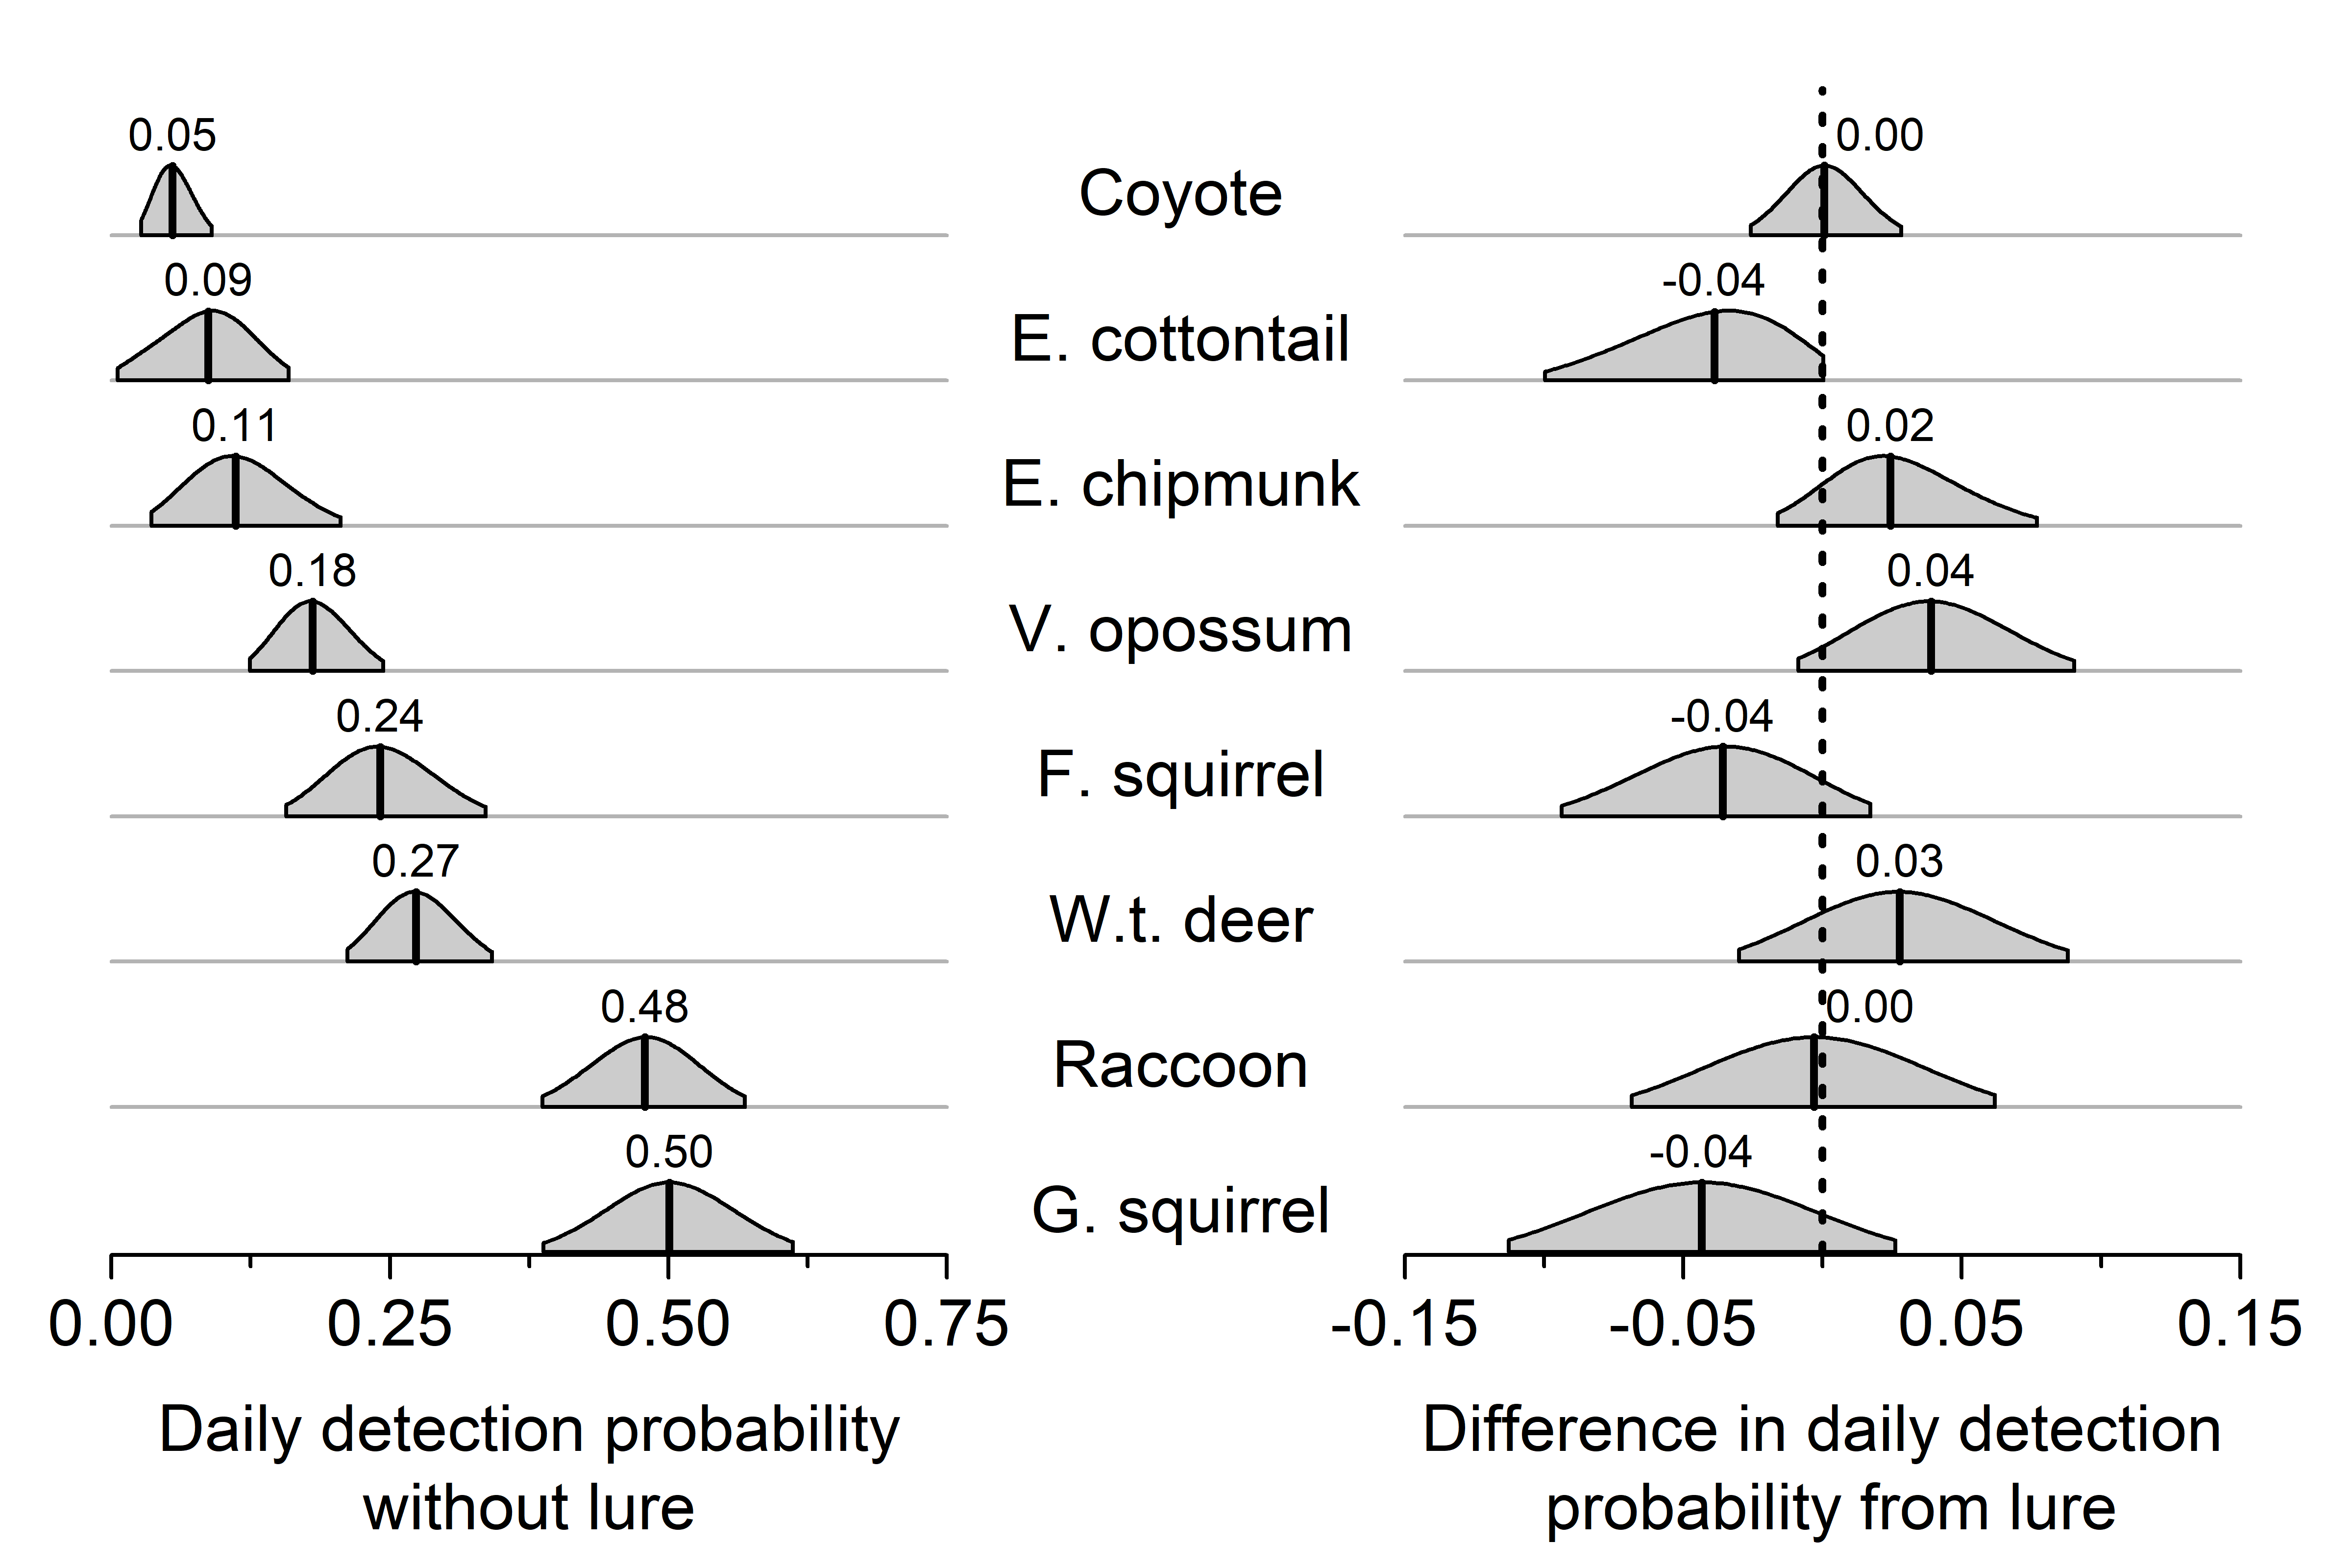 0.05 Coyote 0.00
0.09 E. cottontail -0.04
0.11 E. chipmunk 0.02
0.18 V. opossum 0.04
0.24 F. squirrel -0.04
0.27 W.t. deer 0.03
0.48 Raccoon 0.00
0.50 G. squirrel -0.04
0.00 0.25 0.50 0.75
-0.15 -0.05 0.05 0.15
Daily detection probability
without lure
Difference in daily detection
probability from lure